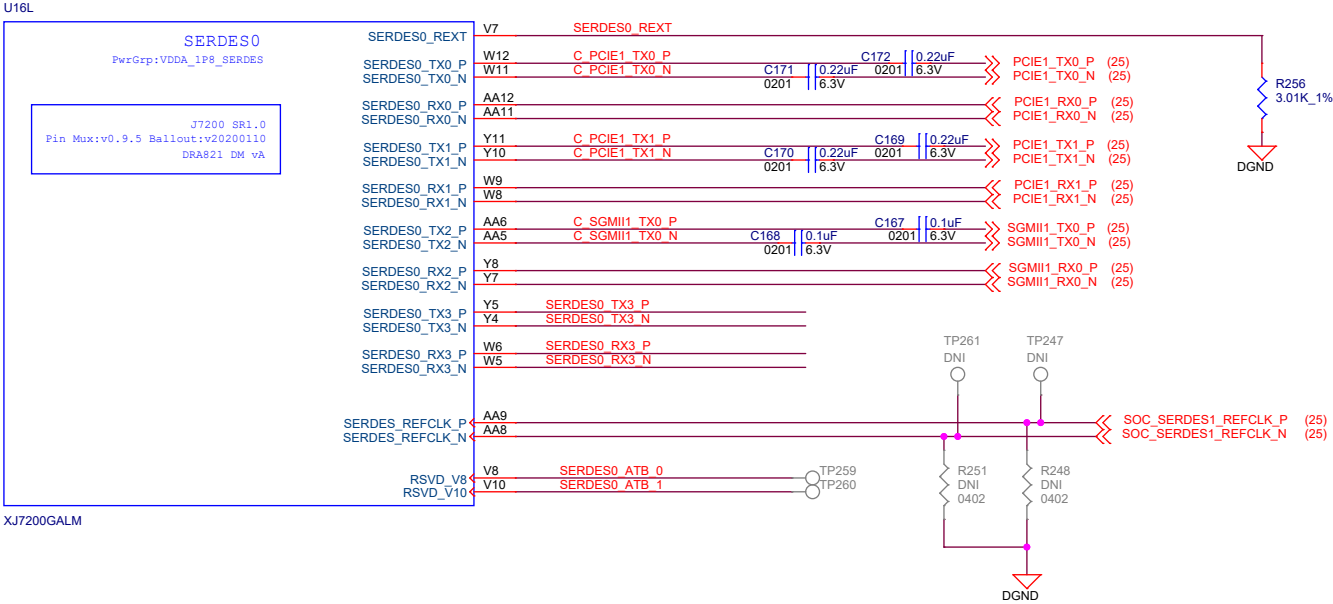 U16L
SERDES0
PwrGrp:VDDA_1P8_SERDES
J7200 SR1.0
Pin Mux:v0.9.5 Ballout:v20200110
DRA821 DM vA
SERDES0_REXT V7 SERDES0_REXT
SERDES0_TX0_P W12 C_PCIE1_TX0_P C172 0.22uF 0201 6.3V PCIE1_TX0_P (25)
SERDES0_TX0_N W11 C_PCIE1_TX0_N C171 0.22uF 0201 6.3V PCIE1_TX0_N (25)
SERDES0_RX0_P AA12 PCIE1_RX0_P (25)
SERDES0_RX0_N AA11 PCIE1_RX0_N (25)
SERDES0_TX1_P Y11 C_PCIE1_TX1_P C169 0.22uF 0201 6.3V PCIE1_TX1_P (25)
SERDES0_TX1_N Y10 C_PCIE1_TX1_N C170 0.22uF 0201 6.3V PCIE1_TX1_N (25)
SERDES0_RX1_P W9 PCIE1_RX1_P (25)
SERDES0_RX1_N W8 PCIE1_RX1_N (25)
SERDES0_TX2_P AA6 C_SGMII1_TX0_P C167 0.1uF 0201 6.3V SGMII1_TX0_P (25)
SERDES0_TX2_N AA5 C_SGMII1_TX0_N C168 0.1uF 0201 6.3V SGMII1_TX0_N (25)
SERDES0_RX2_P Y8 SGMII1_RX0_P (25)
SERDES0_RX2_N Y7 SGMII1_RX0_N (25)
SERDES0_TX3_P Y5 SERDES0_TX3_P
SERDES0_TX3_N Y4 SERDES0_TX3_N
SERDES0_RX3_P W6 SERDES0_RX3_P
SERDES0_RX3_N W5 SERDES0_RX3_N
SERDES_REFCLK_P AA9 SOC_SERDES1_REFCLK_P (25)
SERDES_REFCLK_N AA8 SOC_SERDES1_REFCLK_N (25)
RSVD_V8 V8 SERDES0_ATB_0 TP259
RSVD_V10 V10 SERDES0_ATB_1 TP260
XJ7200GALM
R256
3.01K_1%
DGND
TP261
DNI
TP247
DNI
R251
DNI
0402
R248
DNI
0402
DGND